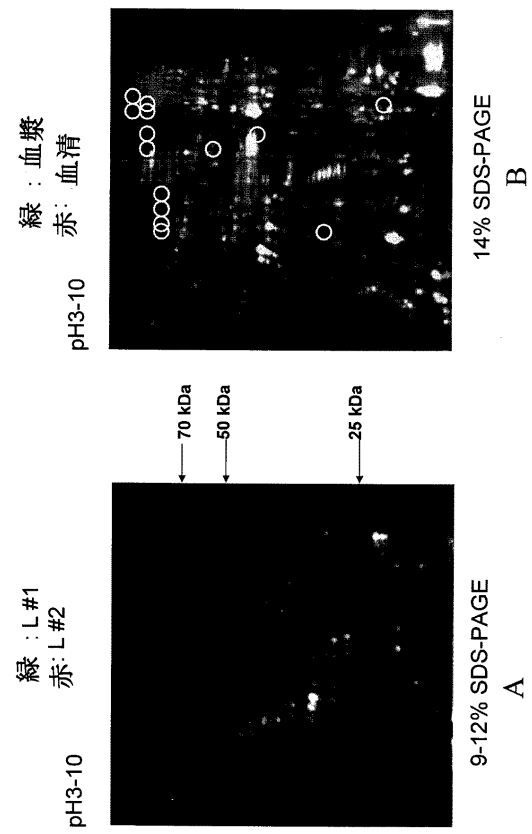 緑 : L #1
赤: L #2
pH3-10
9-12% SDS-PAGE
A
70 kDa
50 kDa
25 kDa
緑 : 血漿
赤: 血清
pH3-10
14% SDS-PAGE
B